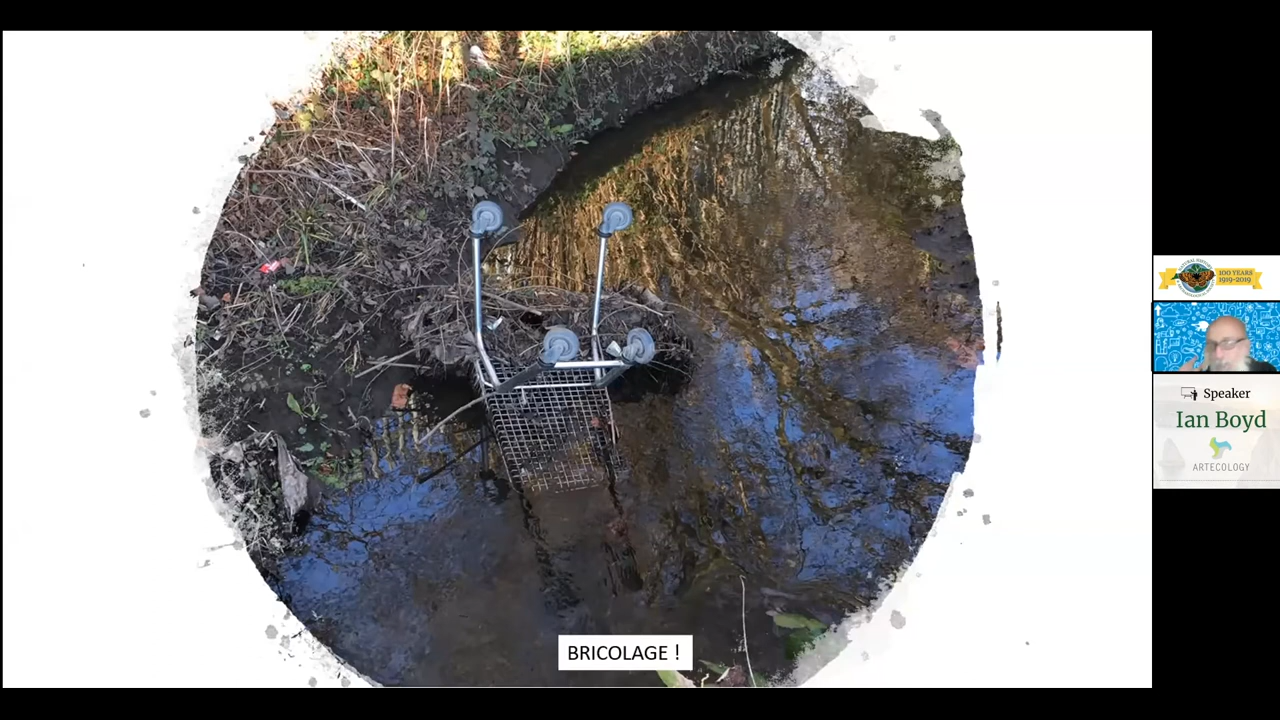 BRICOLAGE !
100 YEARS
1919-2019
Speaker
Ian Boyd
ARTECOLOGY